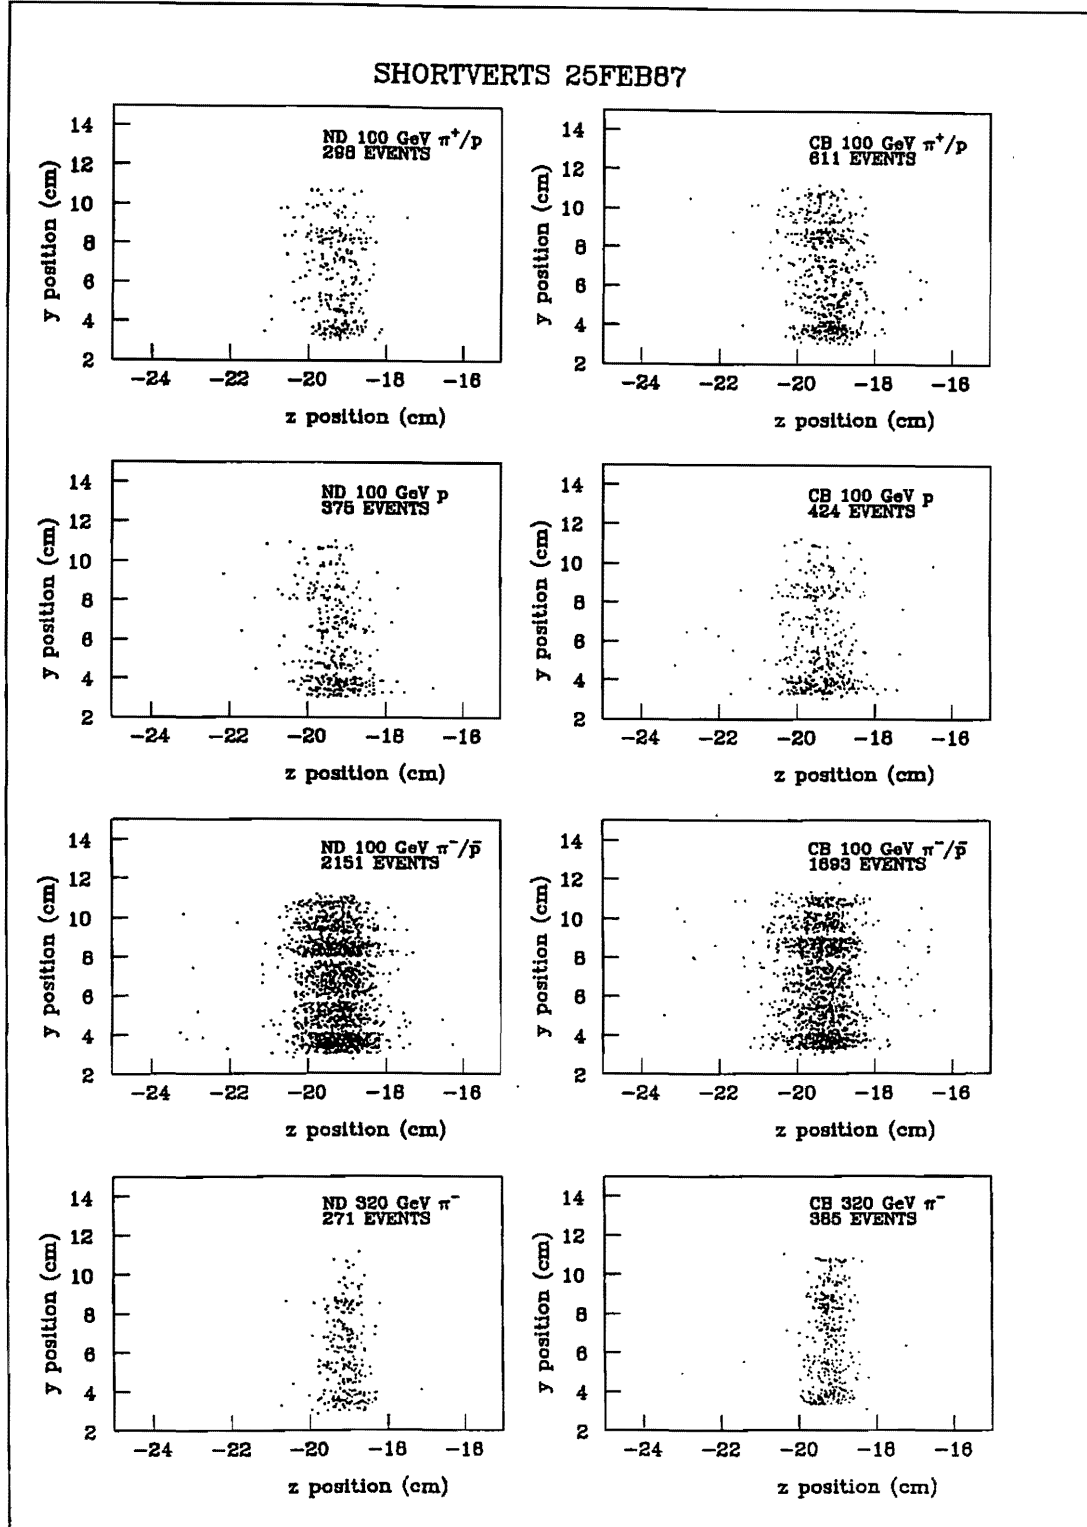 SHORTVERTS 25FEB87
ND 100 GeV π⁺/p
298 EVENTS
y position (cm)
14
12
10
8
6
4
2
−24 −22 −20 −18 −16
z position (cm)
CB 100 GeV π⁺/p
611 EVENTS
y position (cm)
14
12
10
8
6
4
2
−24 −22 −20 −18 −16
z position (cm)
ND 100 GeV p
375 EVENTS
y position (cm)
14
12
10
8
6
4
2
−24 −22 −20 −18 −16
z position (cm)
CB 100 GeV p
424 EVENTS
y position (cm)
14
12
10
8
6
4
2
−24 −22 −20 −18 −16
z position (cm)
ND 100 GeV π⁻/p̄
2151 EVENTS
y position (cm)
14
12
10
8
6
4
2
−24 −22 −20 −18 −16
z position (cm)
CB 100 GeV π⁻/p̄
1693 EVENTS
y position (cm)
14
12
10
8
6
4
2
−24 −22 −20 −18 −16
z position (cm)
ND 320 GeV π⁻
271 EVENTS
y position (cm)
14
12
10
8
6
4
2
−24 −22 −20 −18 −16
z position (cm)
CB 320 GeV π⁻
385 EVENTS
y position (cm)
14
12
10
8
6
4
2
−24 −22 −20 −18 −16
z position (cm)